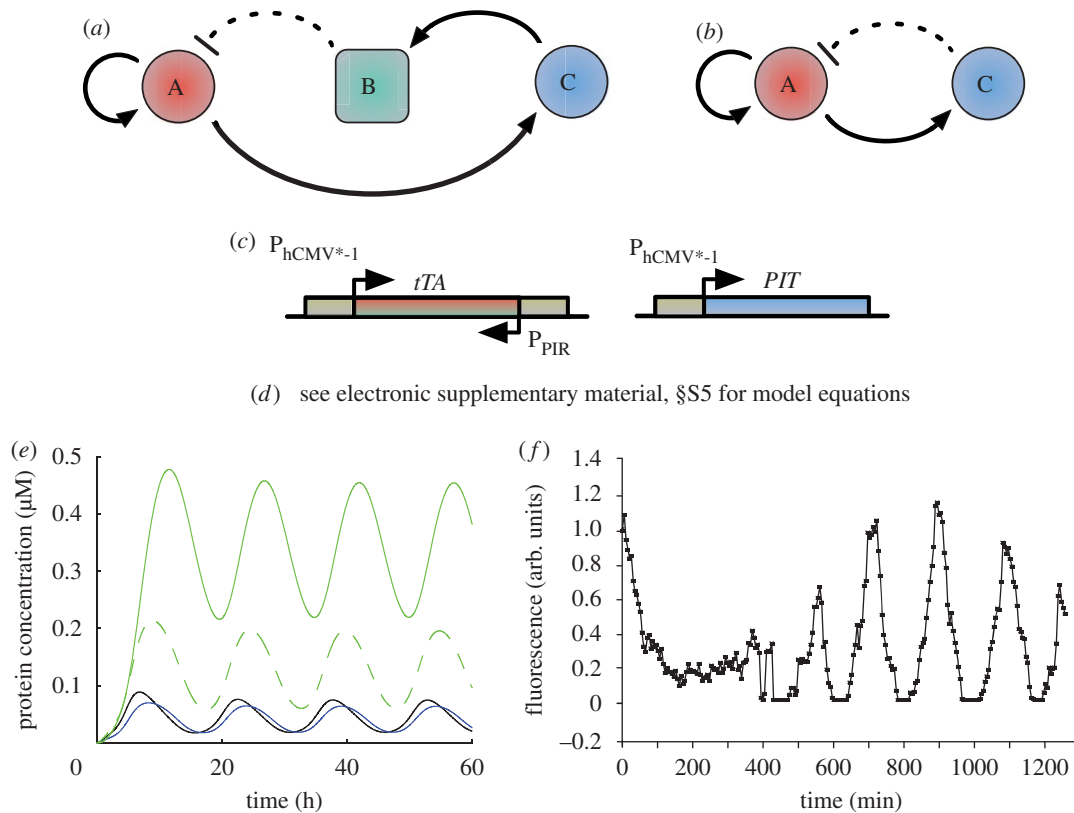 (a)
A
B
C
(b)
A
C
(c)
P hCMV*-1
tTA
P PIR
P hCMV*-1
PIT
(d) see electronic supplementary material, §S5 for model equations
(e)
protein concentration (µM)
0.5
0.4
0.3
0.2
0.1
0
20
40
60
time (h)
(f)
fluorescence (arb. units)
1.4
1.2
1.0
0.8
0.6
0.4
0.2
0
–0.2
0
200
400
600
800
1000
1200
time (min)